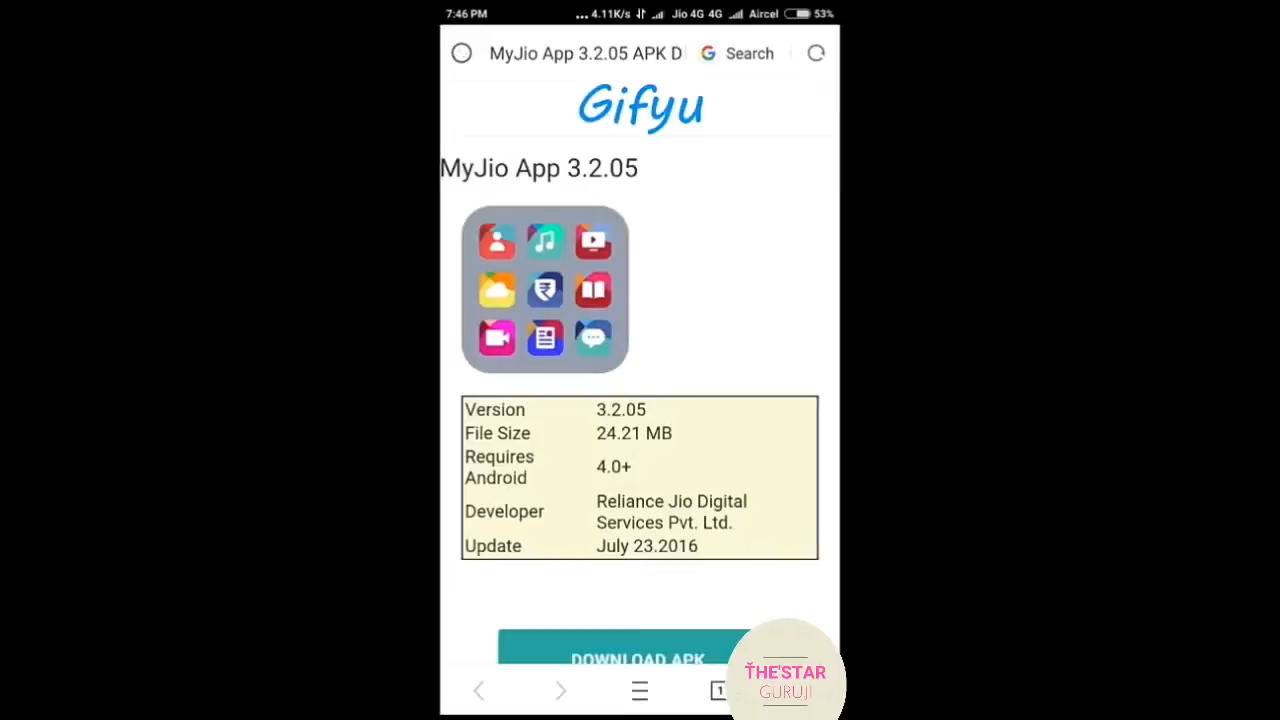 7:46 PM ... 4.11K/s Jio 4G 4G Aircel 53%
MyJio App 3.2.05 APK D Search
Gifyu
MyJio App 3.2.05
Version 3.2.05
File Size 24.21 MB
Requires Android 4.0+
Developer Reliance Jio Digital
Services Pvt. Ltd.
Update July 23.2016
DOWNLOAD APK
1
ŤHE'STAR
GURUJI